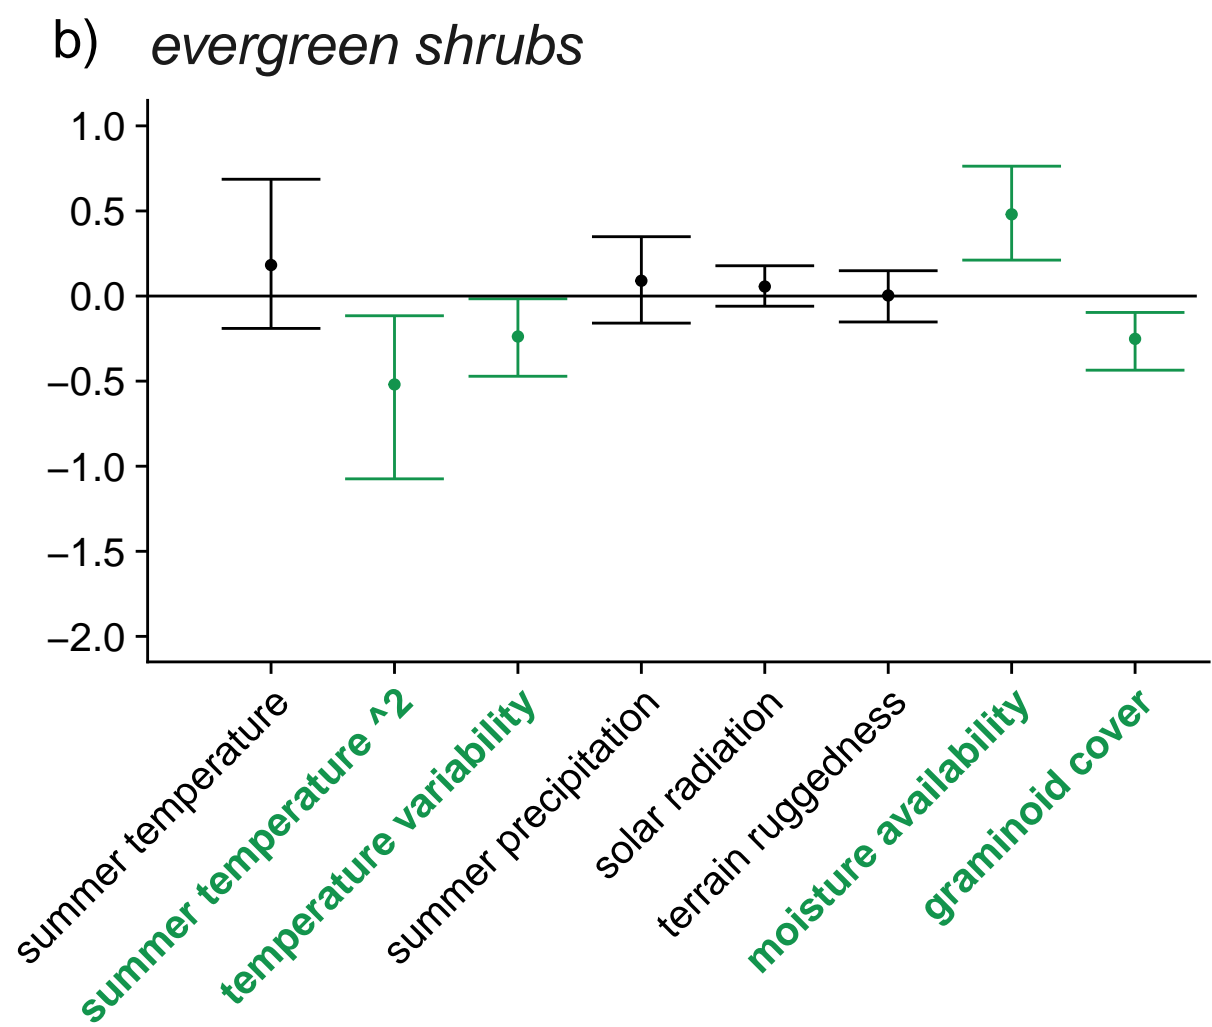 b) evergreen shrubs
1.0
0.5
0.0
−0.5
−1.0
−1.5
−2.0
summer temperature
summer temperature ^2
temperature variability
summer precipitation
solar radiation
terrain ruggedness
moisture availability
graminoid cover